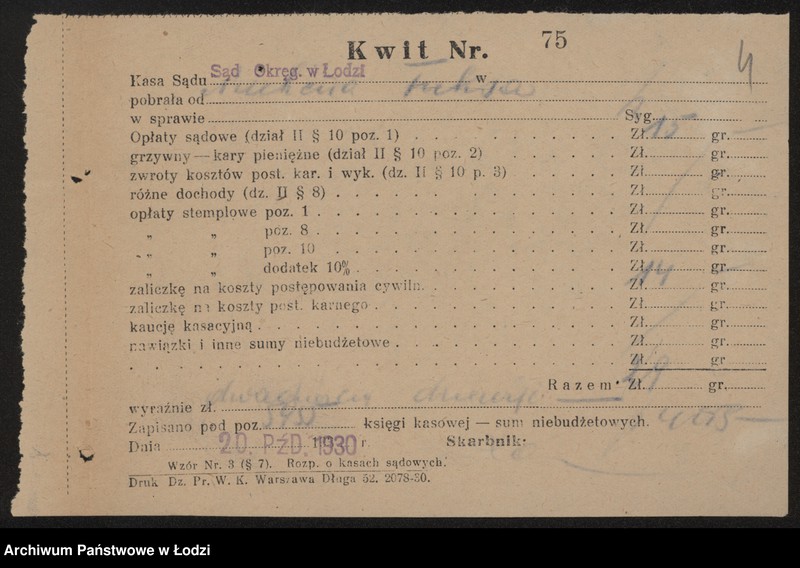 Kwit Nr. 75
4
Kasa Sądu Sąd Okręg. w Łodzi w
pobrała od
w sprawie Syg.
Opłaty sądowe (dział II § 10 poz. 1) Zł. 15 gr. —
grzywny — kary pieniężne (dział II § 10 poz. 2) Zł. gr.
zwroty kosztów post. kar. i wyk. (dz. II § 10 p. 3) Zł. gr.
różne dochody (dz. II § 8) Zł. gr.
opłaty stemplowe poz. 1 Zł. gr.
„ „ poz. 8 Zł. gr.
„ „ poz. 10 Zł. gr.
„ „ dodatek 10% Zł. gr.
zaliczkę na koszty postępowania cywiln. Zł. 14 gr. —
zaliczkę na koszty post. karnego Zł. gr.
kaucję kasacyjną Zł. gr.
nawiązki i inne sumy niebudżetowe Zł. gr.
Zł. gr
Razem Zł. 29 gr.
wyraźnie zł.
Zapisano pod poz. księgi kasowej — sum niebudżetowych.
Dnia 20. PŹD. 1930 r. Skarbnik:
Wzór Nr. 3 (§ 7). Rozp. o kasach sądowych.
Druk Dz. Pr. W. K. Warszawa Długa 52. 2078-30.
Archiwum Państwowe w Łodzi